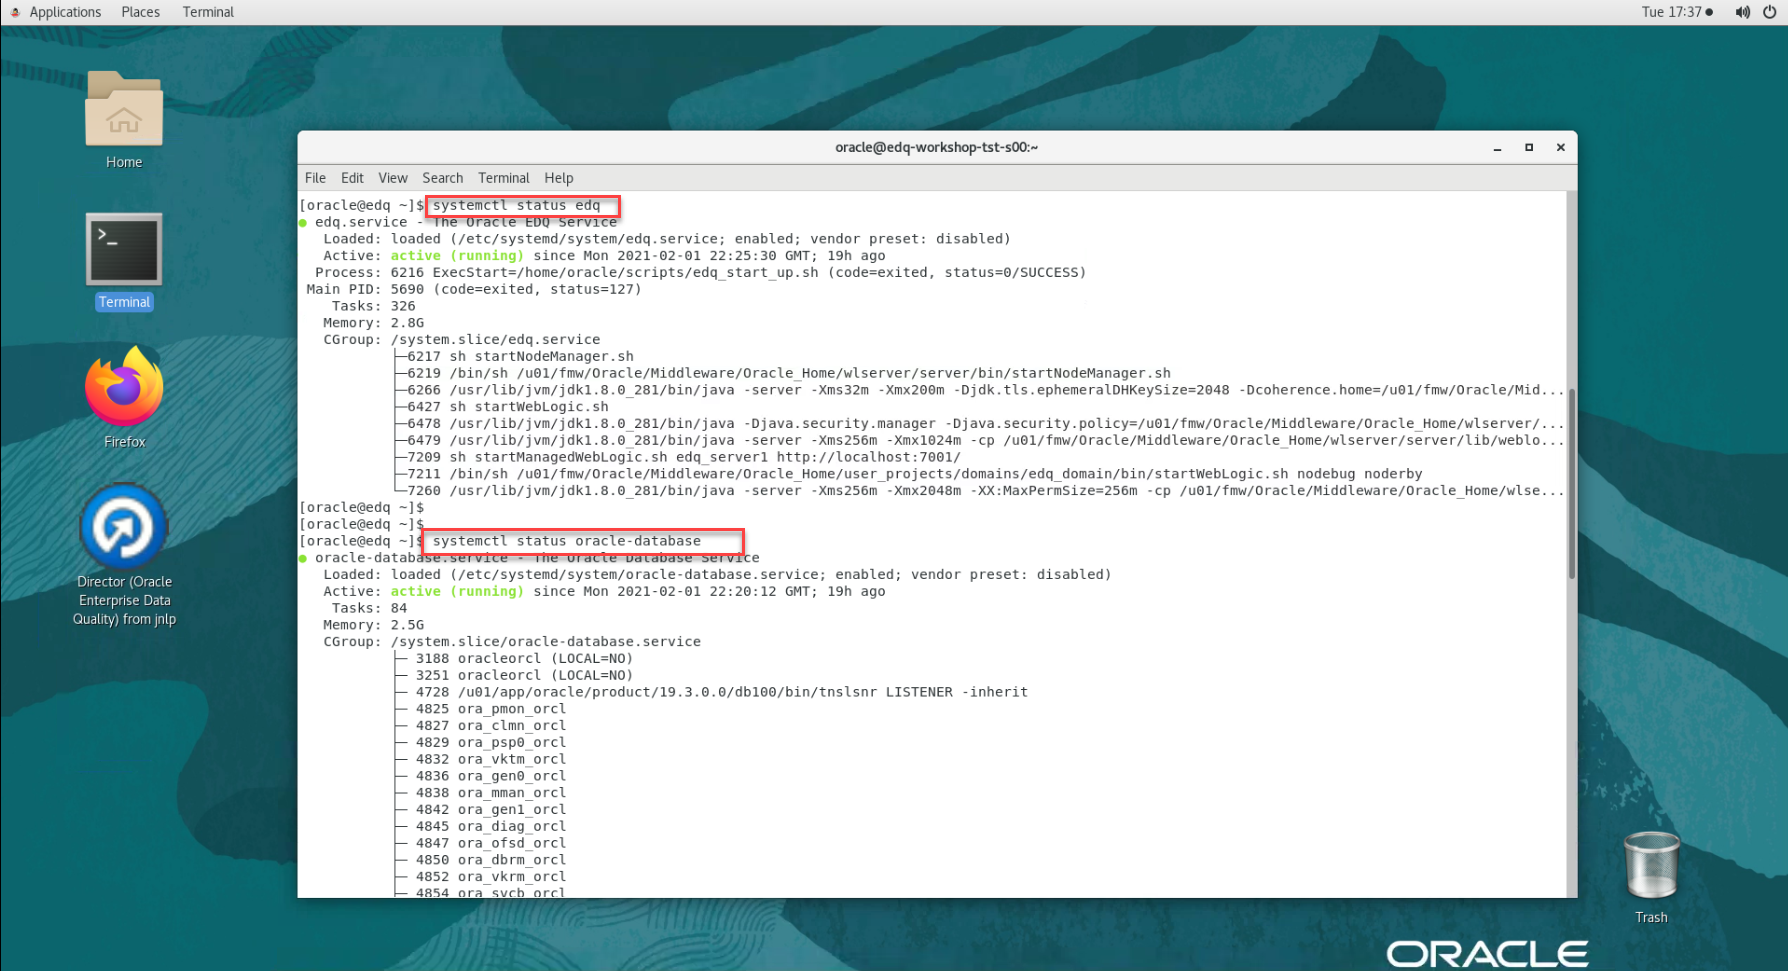 Applications Places Terminal Tue 17:37
Home
Terminal
Firefox
Director (Oracle
Enterprise Data
Quality) from jnlp
oracle@edq-workshop-tst-s00:~
File Edit View Search Terminal Help
[oracle@edq ~]$ systemctl status edq
● edq.service - The Oracle EDQ Service
Loaded: loaded (/etc/systemd/system/edq.service; enabled; vendor preset: disabled)
Active: active (running) since Mon 2021-02-01 22:25:30 GMT; 19h ago
Process: 6216 ExecStart=/home/oracle/scripts/edq_start_up.sh (code=exited, status=0/SUCCESS)
Main PID: 5690 (code=exited, status=127)
Tasks: 326
Memory: 2.8G
CGroup: /system.slice/edq.service
├─6217 sh startNodeManager.sh
├─6219 /bin/sh /u01/fmw/Oracle/Middleware/Oracle_Home/wlserver/server/bin/startNodeManager.sh
├─6266 /usr/lib/jvm/jdk1.8.0_281/bin/java -server -Xms32m -Xmx200m -Djdk.tls.ephemeralDHKeySize=2048 -Dcoherence.home=/u01/fmw/Oracle/Mid...
├─6427 sh startWebLogic.sh
├─6478 /usr/lib/jvm/jdk1.8.0_281/bin/java -Djava.security.manager -Djava.security.policy=/u01/fmw/Oracle/Middleware/Oracle_Home/wlserver/...
├─6479 /usr/lib/jvm/jdk1.8.0_281/bin/java -server -Xms256m -Xmx1024m -cp /u01/fmw/Oracle/Middleware/Oracle_Home/wlserver/server/lib/weblo...
├─7209 sh startManagedWebLogic.sh edq_server1 http://localhost:7001/
├─7211 /bin/sh /u01/fmw/Oracle/Middleware/Oracle_Home/user_projects/domains/edq_domain/bin/startWebLogic.sh nodebug noderby
└─7260 /usr/lib/jvm/jdk1.8.0_281/bin/java -server -Xms256m -Xmx2048m -XX:MaxPermSize=256m -cp /u01/fmw/Oracle/Middleware/Oracle_Home/wlse...
[oracle@edq ~]$
[oracle@edq ~]$
[oracle@edq ~]$ systemctl status oracle-database
● oracle-database.service - The Oracle Database Service
Loaded: loaded (/etc/systemd/system/oracle-database.service; enabled; vendor preset: disabled)
Active: active (running) since Mon 2021-02-01 22:20:12 GMT; 19h ago
Tasks: 84
Memory: 2.5G
CGroup: /system.slice/oracle-database.service
├─ 3188 oracleorcl (LOCAL=NO)
├─ 3251 oracleorcl (LOCAL=NO)
├─ 4728 /u01/app/oracle/product/19.3.0.0/db100/bin/tnslsnr LISTENER -inherit
├─ 4825 ora_pmon_orcl
├─ 4827 ora_clmn_orcl
├─ 4829 ora_psp0_orcl
├─ 4832 ora_vktm_orcl
├─ 4836 ora_gen0_orcl
├─ 4838 ora_mman_orcl
├─ 4842 ora_gen1_orcl
├─ 4845 ora_diag_orcl
├─ 4847 ora_ofsd_orcl
├─ 4850 ora_dbrm_orcl
├─ 4852 ora_vkrm_orcl
├─ 4854 ora_svcb_orcl
Trash
ORACLE